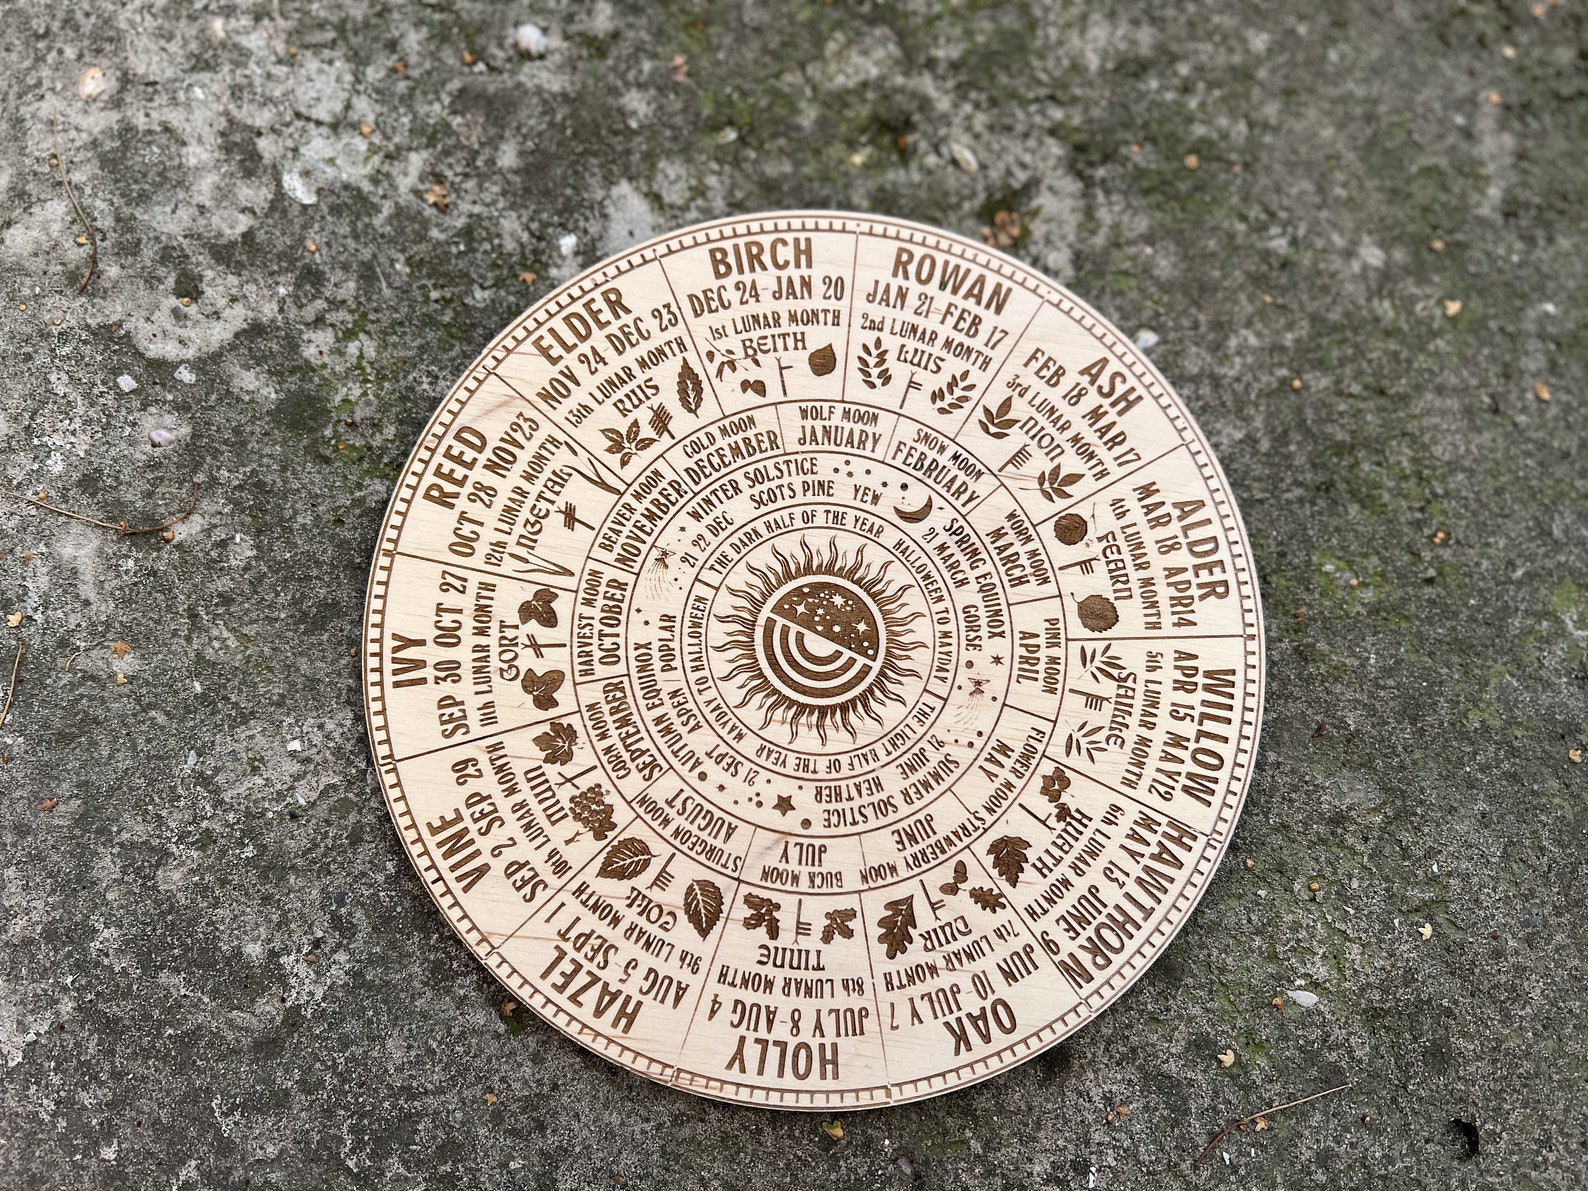 BIRCH
DEC 24-JAN 20
1st LUNAR MONTH
BEITH
ROWAN
JAN 21-FEB 17
2nd LUNAR MONTH
LUIS
ASH
FEB 18 MAR 17
3rd LUNAR MONTH
NION
ALDER
MAR 18 APR14
4th LUNAR MONTH
FEEARN
WILLOW
APR 15 MAY12
5th LUNAR MONTH
HAWTHORN
MAY 13 JUNE 9
6th LUNAR MONTH
HUATH
OAK
JUN 10-JULY 7
7th LUNAR MONTH
DUIR
HOLLY
JULY 8-AUG 4
8th LUNAR MONTH
TINNE
HAZEL
AUG 5 SEPT 1
9th LUNAR MONTH
COLL
VINE
SEP 2 SEP 29
10th LUNAR MONTH
MUIN
IVY
SEP 30 OCT 27
11th LUNAR MONTH
GORT
REED
OCT 28 NOV23
12th LUNAR MONTH
NGETAL
ELDER
NOV 24 DEC 23
13th LUNAR MONTH
RUIS
WOLF MOON
JANUARY
SNOW MOON
FEBRUARY
WORM MOON
MARCH
PINK MOON
APRIL
FLOWER MOON
MAY
STRAWBERRY MOON
JUNE
BUCK MOON
JULY
STURGEOM MOON
AUGUST
CORN MOON
SEPTEMBER
HARVEST MOON
OCTOBER
BEAVER MOON
NOVEMBER
COLD MOON
DECEMBER
WINTER SOLSTICE
21 22 DEC
SCOTS PINE YEW
SPRING EQUINOX
21 MARCH
GORSE
SUMMER SOLSTICE
21 JUNE
HEATHER
AUTUMN EQUINOX
21 SEPT
ASPEN POPLAR
THE DARK HALF OF THE YEAR HALLOWEEN TO MAYDAY
THE LIGHT HALF OF THE YEAR MAYDAY TO HALLOWEEN